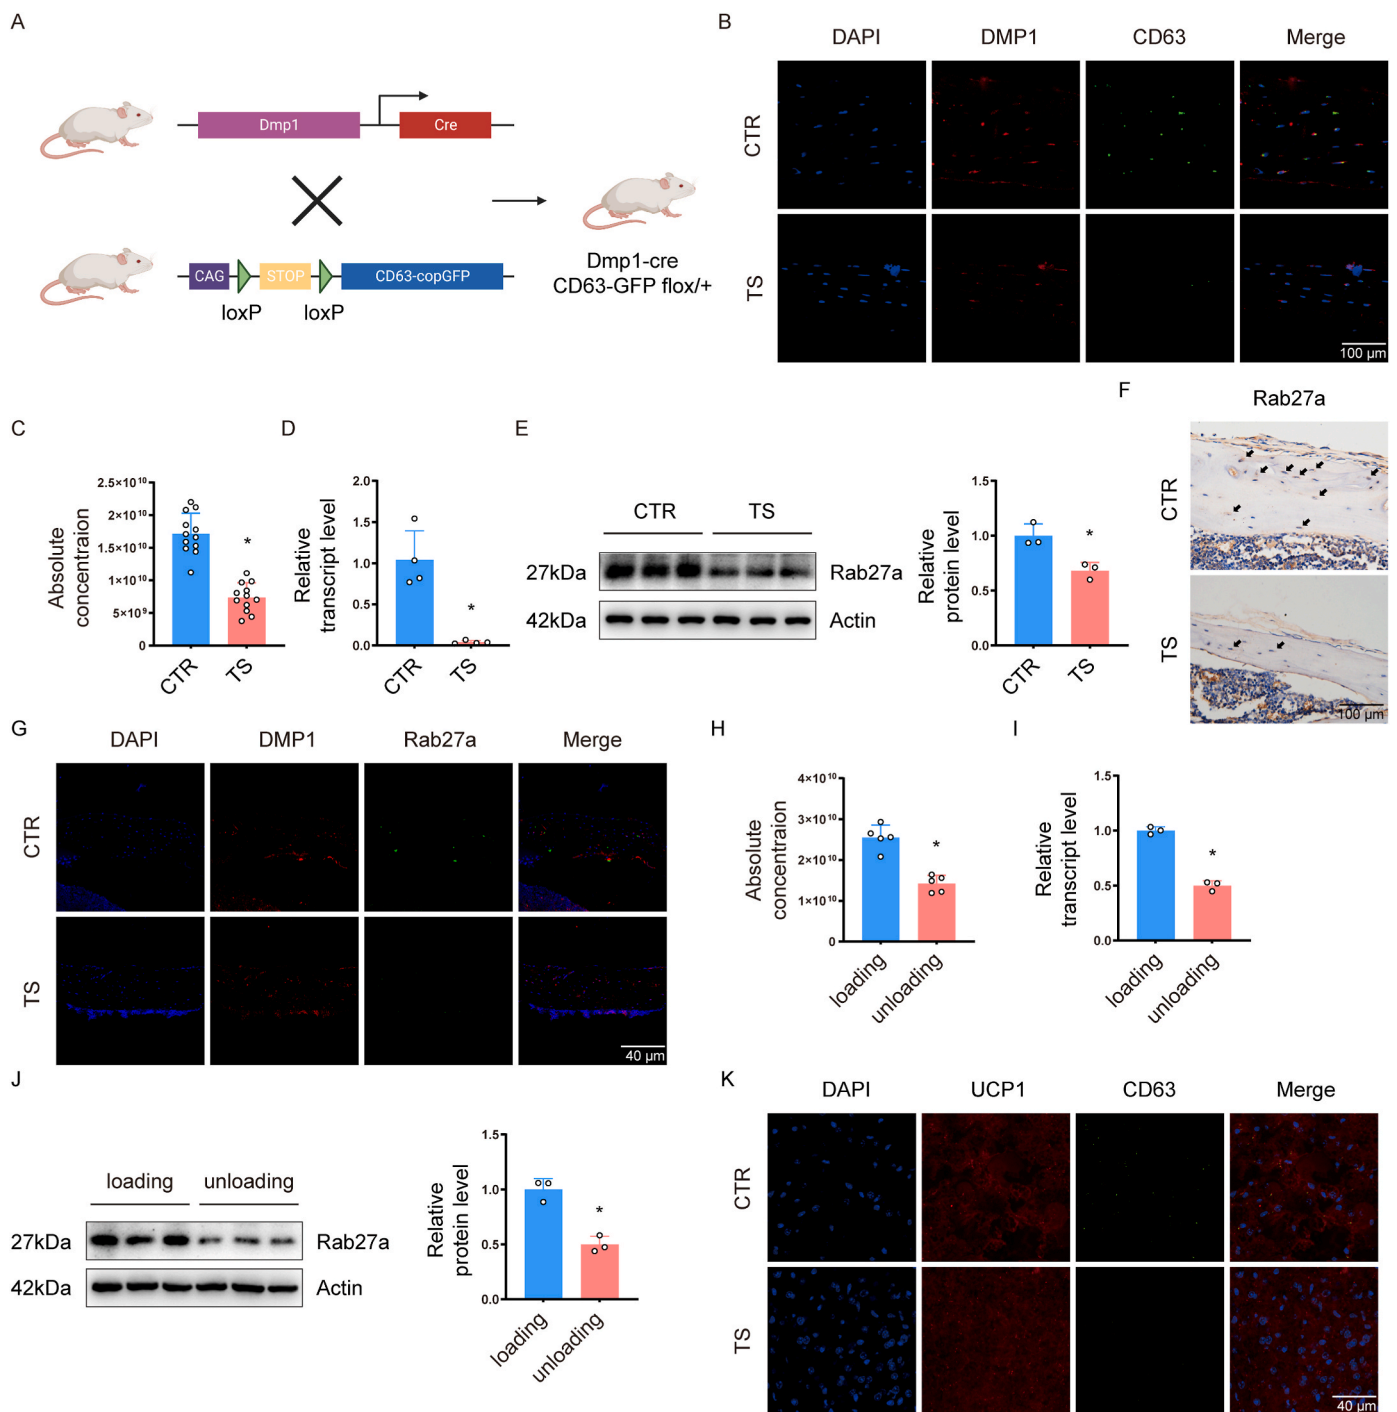 A
Dmp1
Cre
CAG
STOP
CD63-copGFP
loxP
loxP
Dmp1-cre
CD63-GFP flox/+
B
DAPI
DMP1
CD63
Merge
CTR
TS
100 µm
C
Absolute
concentraion
2.5×10¹⁰
2×10¹⁰
1.5×10¹⁰
1×10¹⁰
5×10⁹
0
*
CTR
TS
D
Relative
transcript level
2.0
1.5
1.0
0.5
0.0
*
CTR
TS
E
CTR
TS
27kDa
Rab27a
42kDa
Actin
Relative
protein level
1.5
1.0
0.5
0.0
*
CTR
TS
F
Rab27a
CTR
TS
100 µm
G
DAPI
DMP1
Rab27a
Merge
CTR
TS
40 µm
H
Absolute
concentraion
4×10¹⁰
3×10¹⁰
2×10¹⁰
1×10¹⁰
0
*
loading
unloading
I
Relative
transcript level
1.5
1.0
0.5
0.0
*
loading
unloading
J
loading
unloading
27kDa
Rab27a
42kDa
Actin
Relative
protein level
1.5
1.0
0.5
0.0
*
loading
unloading
K
DAPI
UCP1
CD63
Merge
CTR
TS
40 µm